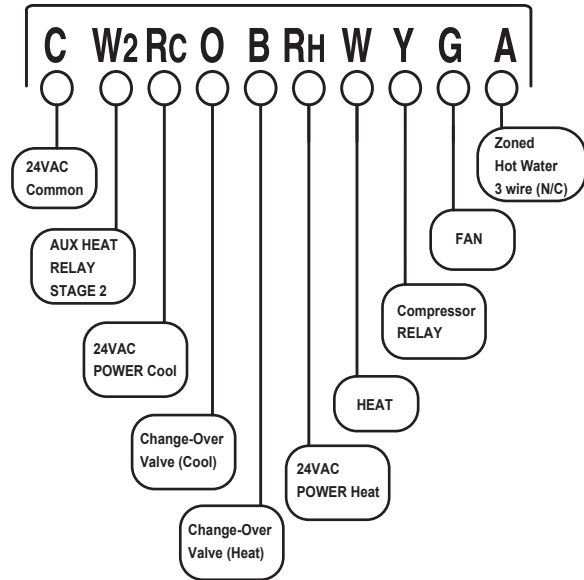 C W2 RC O B RH W Y G A
24VAC
Common
AUX HEAT
RELAY
STAGE 2
24VAC
POWER Cool
Change-Over
Valve (Cool)
Change-Over
Valve (Heat)
24VAC
POWER Heat
HEAT
Compressor
RELAY
FAN
Zoned
Hot Water
3 wire (N/C)